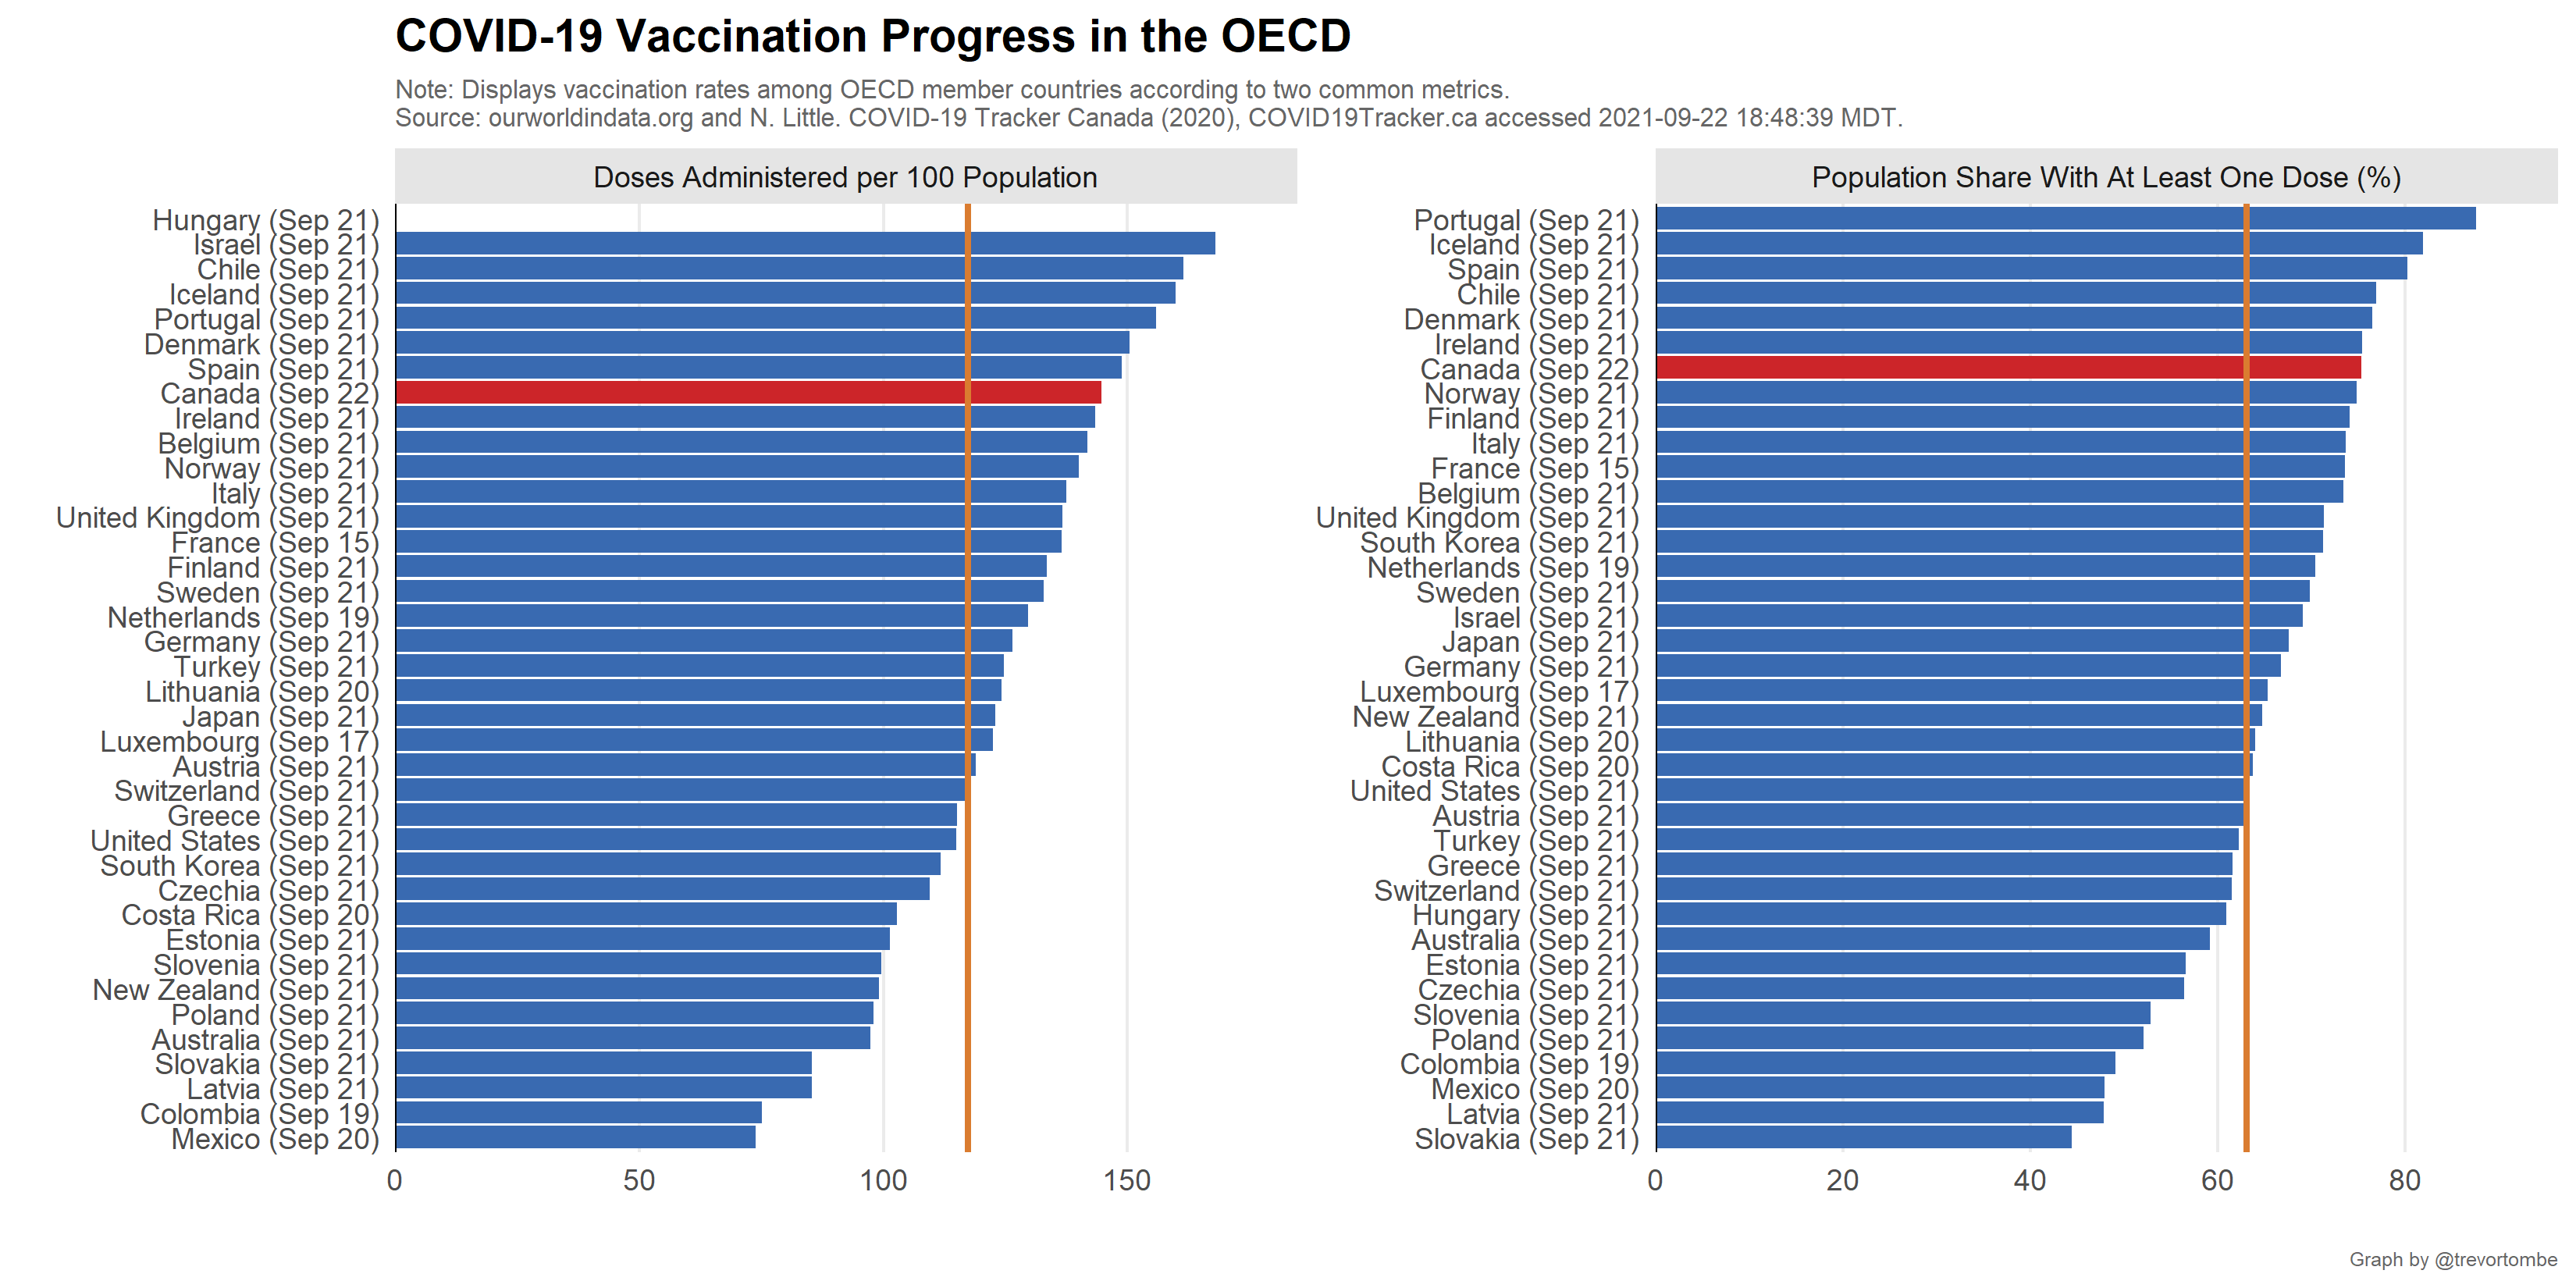 COVID-19 Vaccination Progress in the OECD
Note: Displays vaccination rates among OECD member countries according to two common metrics.
Source: ourworldindata.org and N. Little. COVID-19 Tracker Canada (2020), COVID19Tracker.ca accessed 2021-09-22 18:48:39 MDT.
Doses Administered per 100 Population
Hungary (Sep 21)
Israel (Sep 21)
Chile (Sep 21)
Iceland (Sep 21)
Portugal (Sep 21)
Denmark (Sep 21)
Spain (Sep 21)
Canada (Sep 22)
Ireland (Sep 21)
Belgium (Sep 21)
Norway (Sep 21)
Italy (Sep 21)
United Kingdom (Sep 21)
France (Sep 15)
Finland (Sep 21)
Sweden (Sep 21)
Netherlands (Sep 19)
Germany (Sep 21)
Turkey (Sep 21)
Lithuania (Sep 20)
Japan (Sep 21)
Luxembourg (Sep 17)
Austria (Sep 21)
Switzerland (Sep 21)
Greece (Sep 21)
United States (Sep 21)
South Korea (Sep 21)
Czechia (Sep 21)
Costa Rica (Sep 20)
Estonia (Sep 21)
Slovenia (Sep 21)
New Zealand (Sep 21)
Poland (Sep 21)
Australia (Sep 21)
Slovakia (Sep 21)
Latvia (Sep 21)
Colombia (Sep 19)
Mexico (Sep 20)
0 50 100 150
Population Share With At Least One Dose (%)
Portugal (Sep 21)
Iceland (Sep 21)
Spain (Sep 21)
Chile (Sep 21)
Denmark (Sep 21)
Ireland (Sep 21)
Canada (Sep 22)
Norway (Sep 21)
Finland (Sep 21)
Italy (Sep 21)
France (Sep 15)
Belgium (Sep 21)
United Kingdom (Sep 21)
South Korea (Sep 21)
Netherlands (Sep 19)
Sweden (Sep 21)
Israel (Sep 21)
Japan (Sep 21)
Germany (Sep 21)
Luxembourg (Sep 17)
New Zealand (Sep 21)
Lithuania (Sep 20)
Costa Rica (Sep 20)
United States (Sep 21)
Austria (Sep 21)
Turkey (Sep 21)
Greece (Sep 21)
Switzerland (Sep 21)
Hungary (Sep 21)
Australia (Sep 21)
Estonia (Sep 21)
Czechia (Sep 21)
Slovenia (Sep 21)
Poland (Sep 21)
Colombia (Sep 19)
Mexico (Sep 20)
Latvia (Sep 21)
Slovakia (Sep 21)
0 20 40 60 80
Graph by @trevortombe